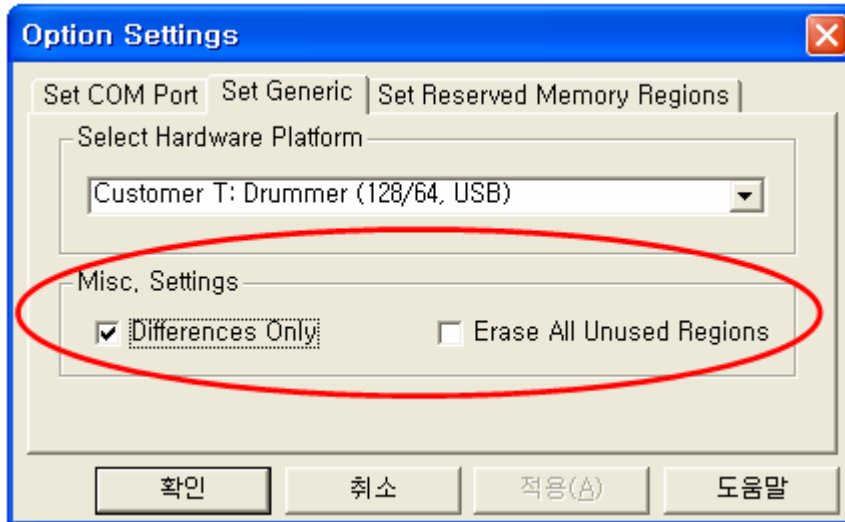 Option Settings
Set COM Port Set Generic Set Reserved Memory Regions
Select Hardware Platform
Customer T: Drummer (128/64, USB)
Misc, Settings
Differences Only Erase All Unused Regions
확인 취소 적용(A) 도움말